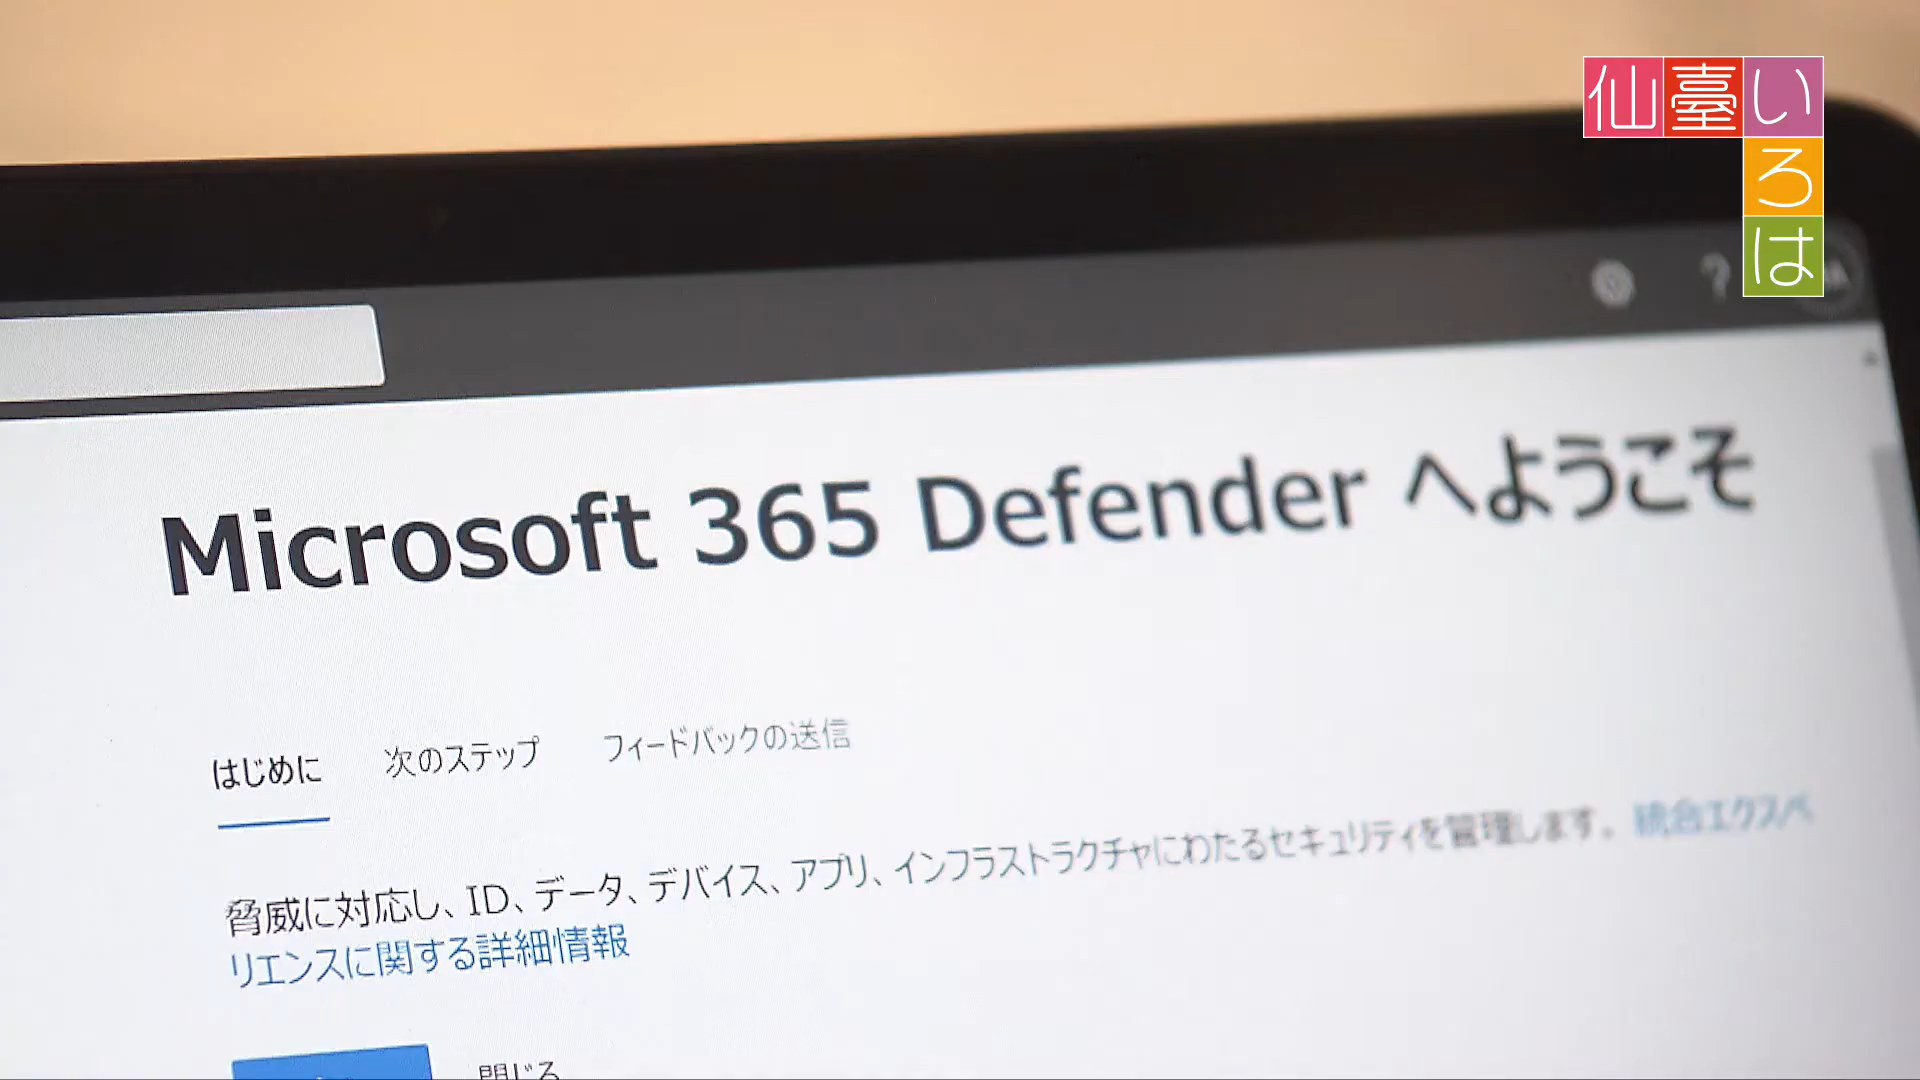 仙臺いろは
Microsoft 365 Defender へようこそ
はじめに 次のステップ フィードバックの送信
脅威に対応し、ID、データ、デバイス、アプリ、インフラストラクチャにわたるセキュリティを管理します。統合エクスペ
リエンスに関する詳細情報
閉じる